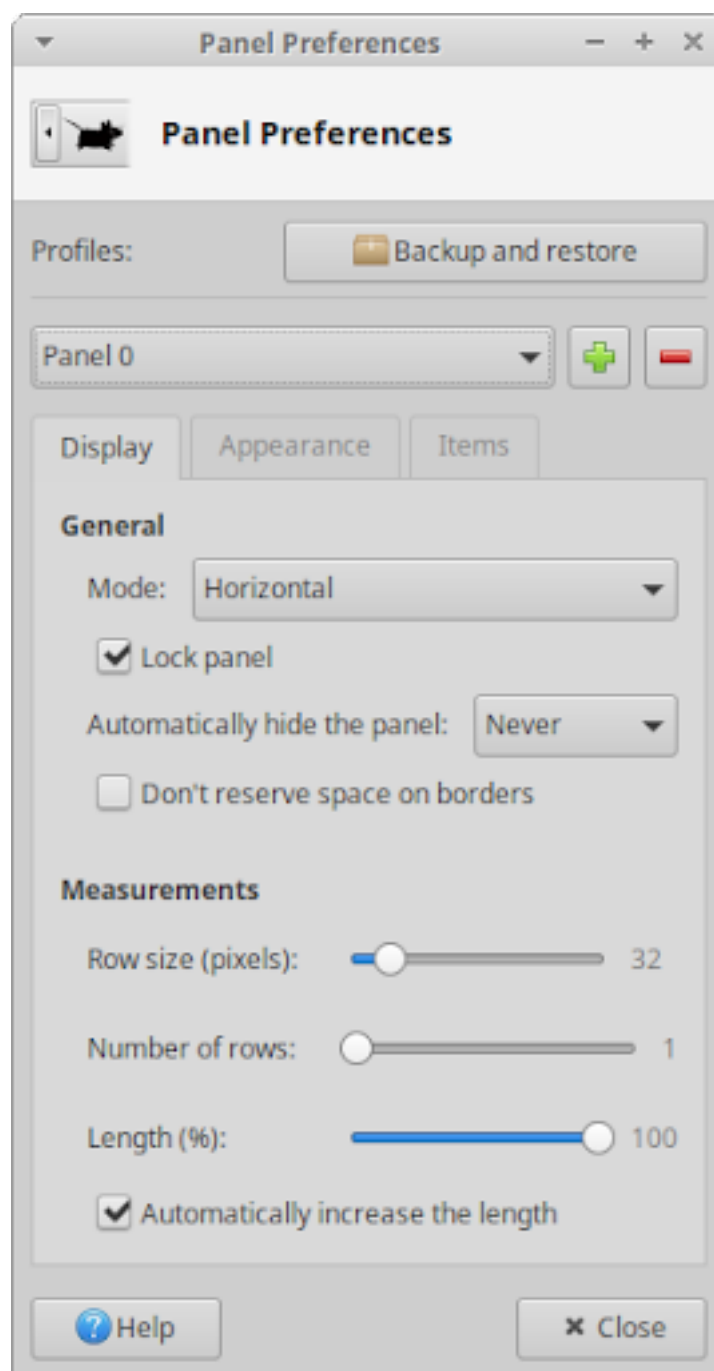 Panel Preferences
Panel Preferences
Profiles: Backup and restore
Panel 0
Display Appearance Items
General
Mode: Horizontal
Lock panel
Automatically hide the panel: Never
Don't reserve space on borders
Measurements
Row size (pixels): 32
Number of rows: 1
Length (%): 100
Automatically increase the length
Help Close